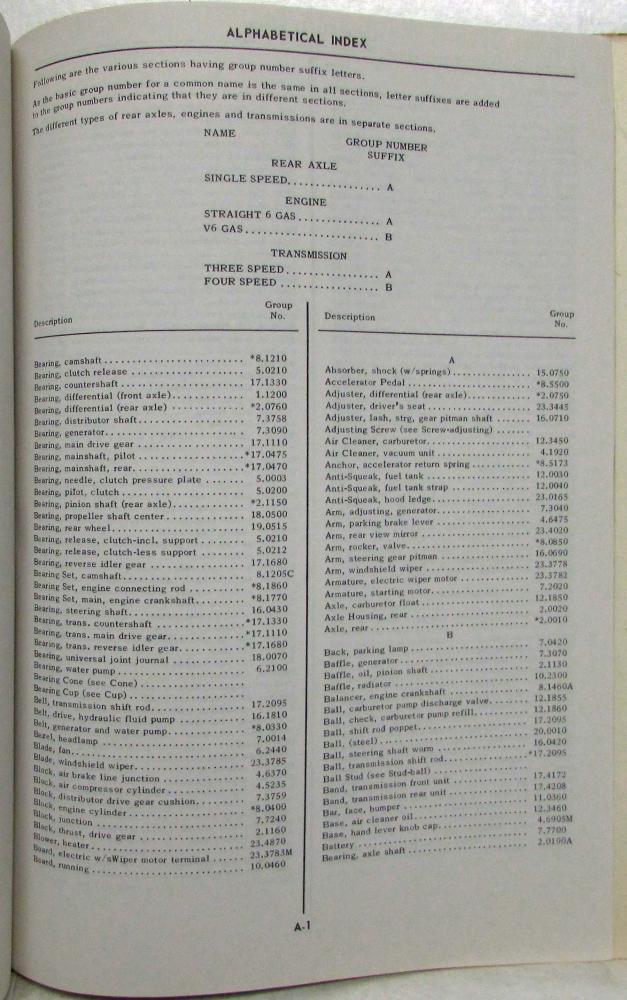 ALPHABETICAL INDEX
Following are the various sections having group number suffix letters.
As the basic group number for a common name is the same in all sections, letter suffixes are added
to the group numbers indicating that they are in different sections.
The different types of rear axles, engines and transmissions are in separate sections.
NAME
GROUP NUMBER
SUFFIX
REAR AXLE
SINGLE SPEED.................... A
ENGINE
STRAIGHT 6 GAS............... A
V6 GAS......................... B
TRANSMISSION
THREE SPEED................. A
FOUR SPEED .................. B
Description
Group
No.
Bearing, camshaft ........................ *8.1210
Bearing, clutch release .................... 5.0210
Bearing, countershaft ..................... 17.1330
Bearing, differential (front axle)............. 1.1200
Bearing, differential (rear axle) ............. *2.0760
Bearing, distributor shaft................... 7.3758
Bearing, generator........................ 7.3090
Bearing, main drive gear ................... 17.1110
Bearing, mainshaft, pilot ................... *17.0475
Bearing, mainshaft, rear.................... *17.0470
Bearing, needle, clutch pressure plate ....... 5.0003
Bearing, pilot, clutch ...................... 5.0200
Bearing, pinion shaft (rear axle)............. *2.1150
Bearing, propeller shaft center.............. 18.0500
Bearing, rear wheel....................... 19.0515
Bearing, release, clutch-incl. support ........ 5.0210
Bearing, release, clutch-less support ........ 5.0212
Bearing, reverse idler gear ................. 17.1680
Bearing Set, camshaft..................... 8.1205C
Bearing Set, engine connecting rod .......... *8.1860
Bearing Set, main, engine crankshaft......... *8.1770
Bearing, steering shaft..................... 16.0430
Bearing, trans. countershaft ................ *17.1330
Bearing, trans. main drive gear.............. *17.1110
Bearing, trans. reverse idler gear............ *17.1680
Bearing, universal joint journal .............. 18.0070
Bearing, water pump ...................... 6.2100
Bearing Cone (see Cone) ...................
Bearing Cup (see Cup).....................
Bell, transmission shift rod................. 17.2095
Belt, drive, hydraulic fluid pump ............ 16.1810
Belt, generator and water pump.............. *8.0330
Bezel, headlamp ......................... 7.0014
Blade, fan............................... 6.2440
Blade, windshield wiper.................... 23.3785
Block, air brake line junction ............... 4.6370
Block, air compressor cylinder .............. 4.5235
Block, distributor drive gear cushion.......... 7.3759
Block, engine cylinder ..................... *8.0400
Block, junction ........................... 7.7240
Block, thrust, drive gear ................... 2.1160
Blower, heater........................... 23.4870
Board, electric w/sWiper motor terminal ...... 23.3783M
Board, running ........................... 10.0460
Description
Group
No.
A
Absorber, shock (w/springs)................ 15.0750
Accelerator Pedal ........................ *8.5500
Adjuster, differential (rear axle)............. *2.0750
Adjuster, driver's seat ..................... 23.3445
Adjuster, lash, strg, gear pitman shaft ....... 16.0710
Adjusting Screw (see Screw-adjusting) .......
Air Cleaner, carburetor.................... 12.3450
Air Cleaner, vacuum unit................... 4.1920
Anchor, accelerator return spring ............ *8.5173
Anti-Squeak, fuel tank ..................... 12.0030
Anti-Squeak, fuel tank strap ................ 12.0040
Anti-Squeak, hood ledge.................... 23.0165
Arm, adjusting, generator................... 7.3040
Arm, parking brake lever ................... 4.6475
Arm, rear view mirror ..................... 23.4020
Arm, rocker, valve........................ *8.0850
Arm, steering gear pitman .................. 16.0690
Arm, windshield wiper ..................... 23.3778
Armature, electric wiper motor .............. 23.3782
Armature, starting motor................... 7.2020
Axle, carburetor float ..................... 12.1850
Axle Housing, rear ....................... 2.0020
Axle, rear .............................. *2.0010
B
Back, parking lamp ....................... 7.0420
Baffle, generator ......................... 7.3070
Baffle, oil, pinion shaft .................... 2.1130
Baffle, radiator .......................... 10.2300
Balancer, engine crankshaft ................ 8.1460A
Ball, carburetor pump discharge valve........ 12.1855
Ball, check, carburetor pump refill........... 12.1860
Ball, shift rod poppet...................... 17.2095
Ball, (steel).............................. 20.0010
Ball, steering shaft worm .................. 16.0420
Ball, transmission shift rod................. *17.2095
Ball Stud (see Stud-ball) ...................
Band, transmission front unit ............... 17.4172
Band, transmission rear unit ................ 17.4208
Bar, face, bumper ........................ 11.0360
Base, air cleaner oil....................... 12.3460
Base, hand lever knob cap.................. 4.6905M
Battery ................................. 7.7700
Bearing, axle shaft ....................... 2.0190A
A-1